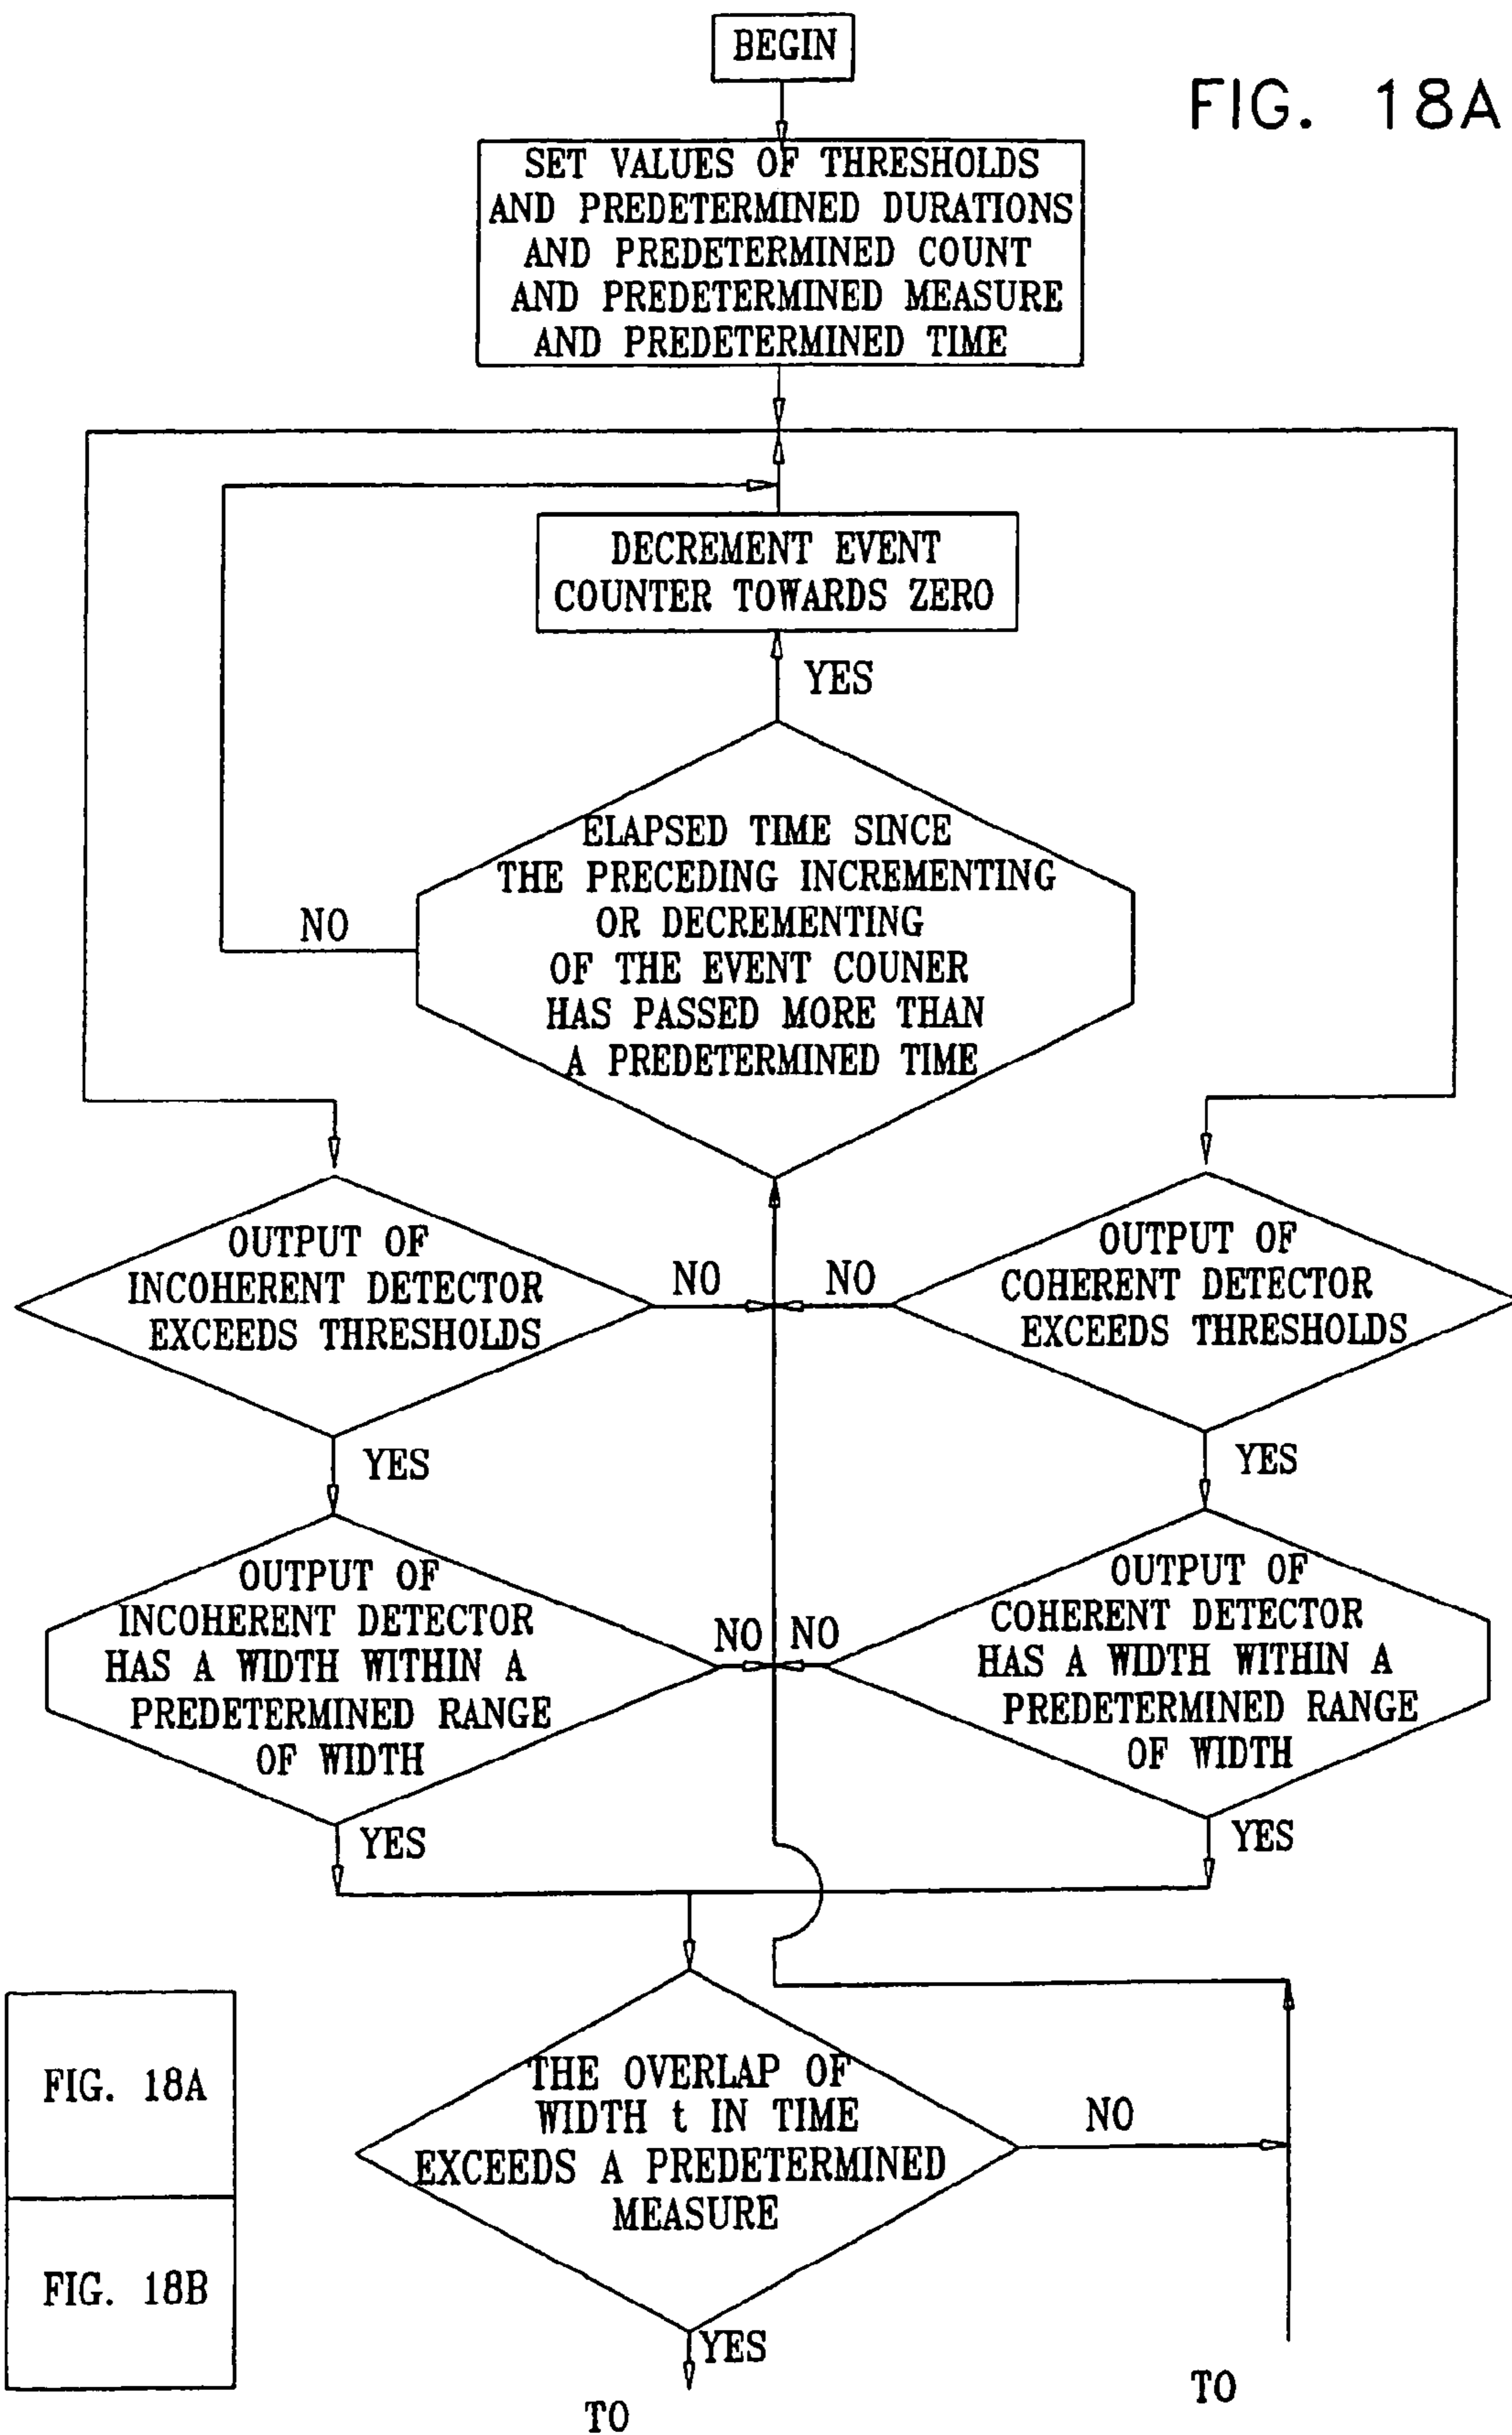 BEGIN
FIG. 18A
SET VALUES OF THRESHOLDS
AND PREDETERMINED DURATIONS
AND PREDETERMINED COUNT
AND PREDETERMINED MEASURE
AND PREDETERMINED TIME
DECREMENT EVENT
COUNTER TOWARDS ZERO
YES
ELAPSED TIME SINCE
THE PRECEDING INCREMENTING
OR DECREMENTING
OF THE EVENT COUNER
HAS PASSED MORE THAN
A PREDETERMINED TIME
NO
OUTPUT OF
INCOHERENT DETECTOR
EXCEEDS THRESHOLDS
NO
NO
OUTPUT OF
COHERENT DETECTOR
EXCEEDS THRESHOLDS
YES
YES
OUTPUT OF
INCOHERENT DETECTOR
HAS A WIDTH WITHIN A
PREDETERMINED RANGE
OF WIDTH
NO
NO
OUTPUT OF
COHERENT DETECTOR
HAS A WIDTH WITHIN A
PREDETERMINED RANGE
OF WIDTH
YES
YES
THE OVERLAP OF
WIDTH t IN TIME
EXCEEDS A PREDETERMINED
MEASURE
NO
FIG. 18A
FIG. 18B
YES
TO
TO